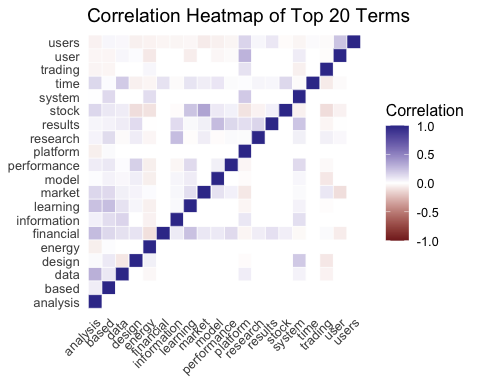 Correlation Heatmap of Top 20 Terms
users
user
trading
time
system
stock
results
research
platform
performance
model
market
learning
information
financial
energy
design
data
based
analysis
analysis
based
data
design
energy
financial
information
learning
market
model
performance
platform
research
results
stock
system
time
trading
user
users
Correlation
1.0
0.5
0.0
-0.5
-1.0